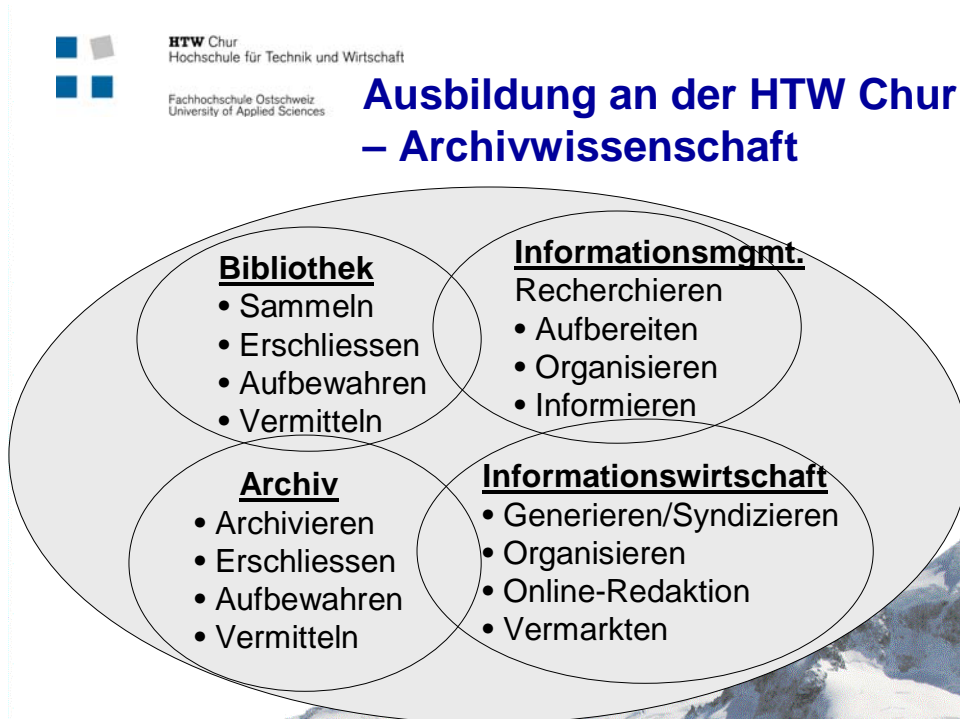 HTW Chur
Hochschule für Technik und Wirtschaft
Fachhochschule Ostschweiz
University of Applied Sciences
Ausbildung an der HTW Chur
– Archivwissenschaft
Bibliothek
• Sammeln
• Erschliessen
• Aufbewahren
• Vermitteln
Informationsmgmt.
Recherchieren
• Aufbereiten
• Organisieren
• Informieren
Archiv
• Archivieren
• Erschliessen
• Aufbewahren
• Vermitteln
Informationswirtschaft
• Generieren/Syndizieren
• Organisieren
• Online-Redaktion
• Vermarkten